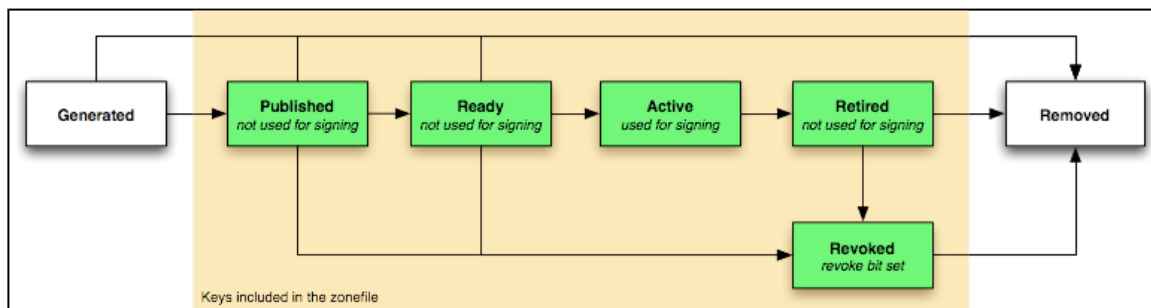 Generated
Published
not used for signing
Ready
not used for signing
Active
used for signing
Retired
not used for signing
Removed
Revoked
revoke bit set
Keys included in the zonefile